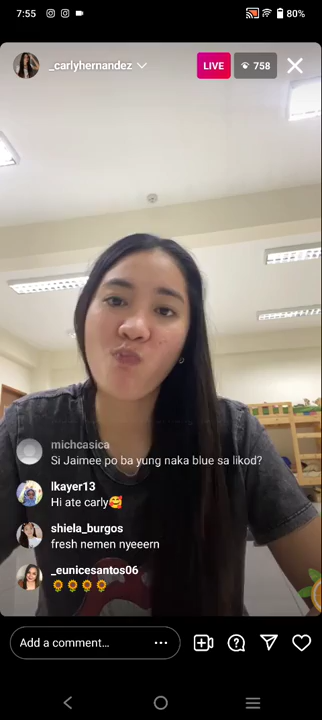 7:55
80%
_carlyhernandez
LIVE
758
michcasica
Si Jaimee po ba yung naka blue sa likod?
lkayer13
Hi ate carly🥰
shiela_burgos
fresh nemen nyeeern
_eunicesantos06
🌻🌻🌻🌻
Add a comment...